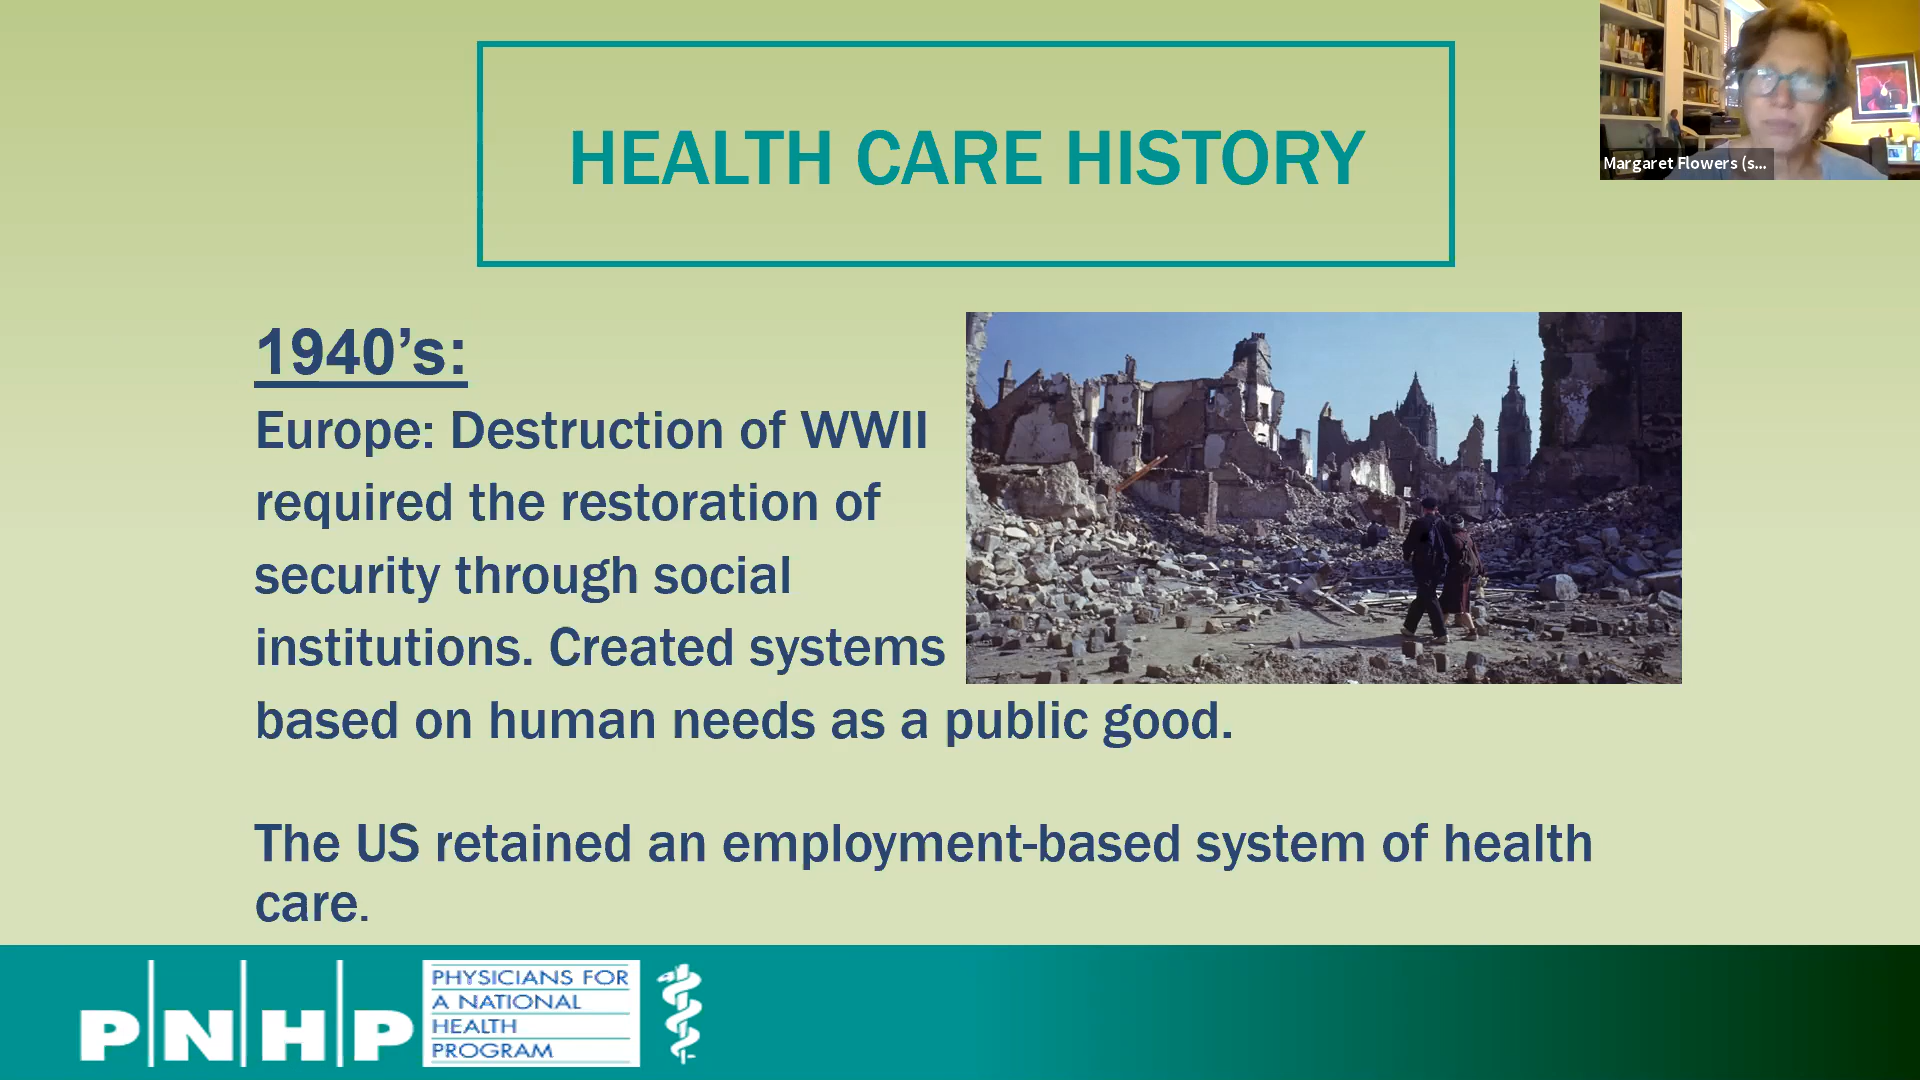 HEALTH CARE HISTORY
Margaret Flowers (s...
1940's:
Europe: Destruction of WWII
required the restoration of
security through social
institutions. Created systems
based on human needs as a public good.
The US retained an employment-based system of health
care.
PNHP
PHYSICIANS FOR
A NATIONAL
HEALTH
PROGRAM